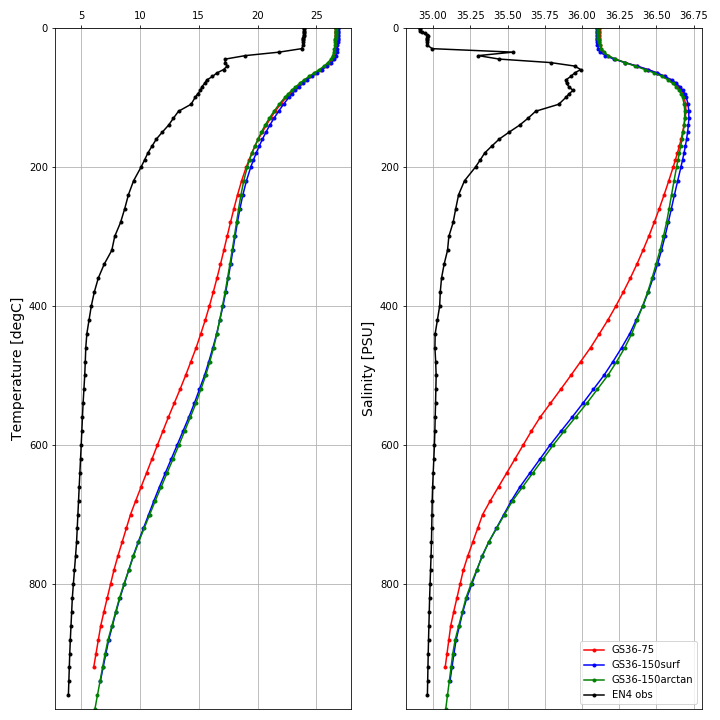 5 10 15 20 25
35.00 35.25 35.50 35.75 36.00 36.25 36.50 36.75
0
200
400
600
800
Temperature [degC]
0
200
400
600
800
Salinity [PSU]
GS36-75
GS36-150surf
GS36-150arctan
EN4 obs